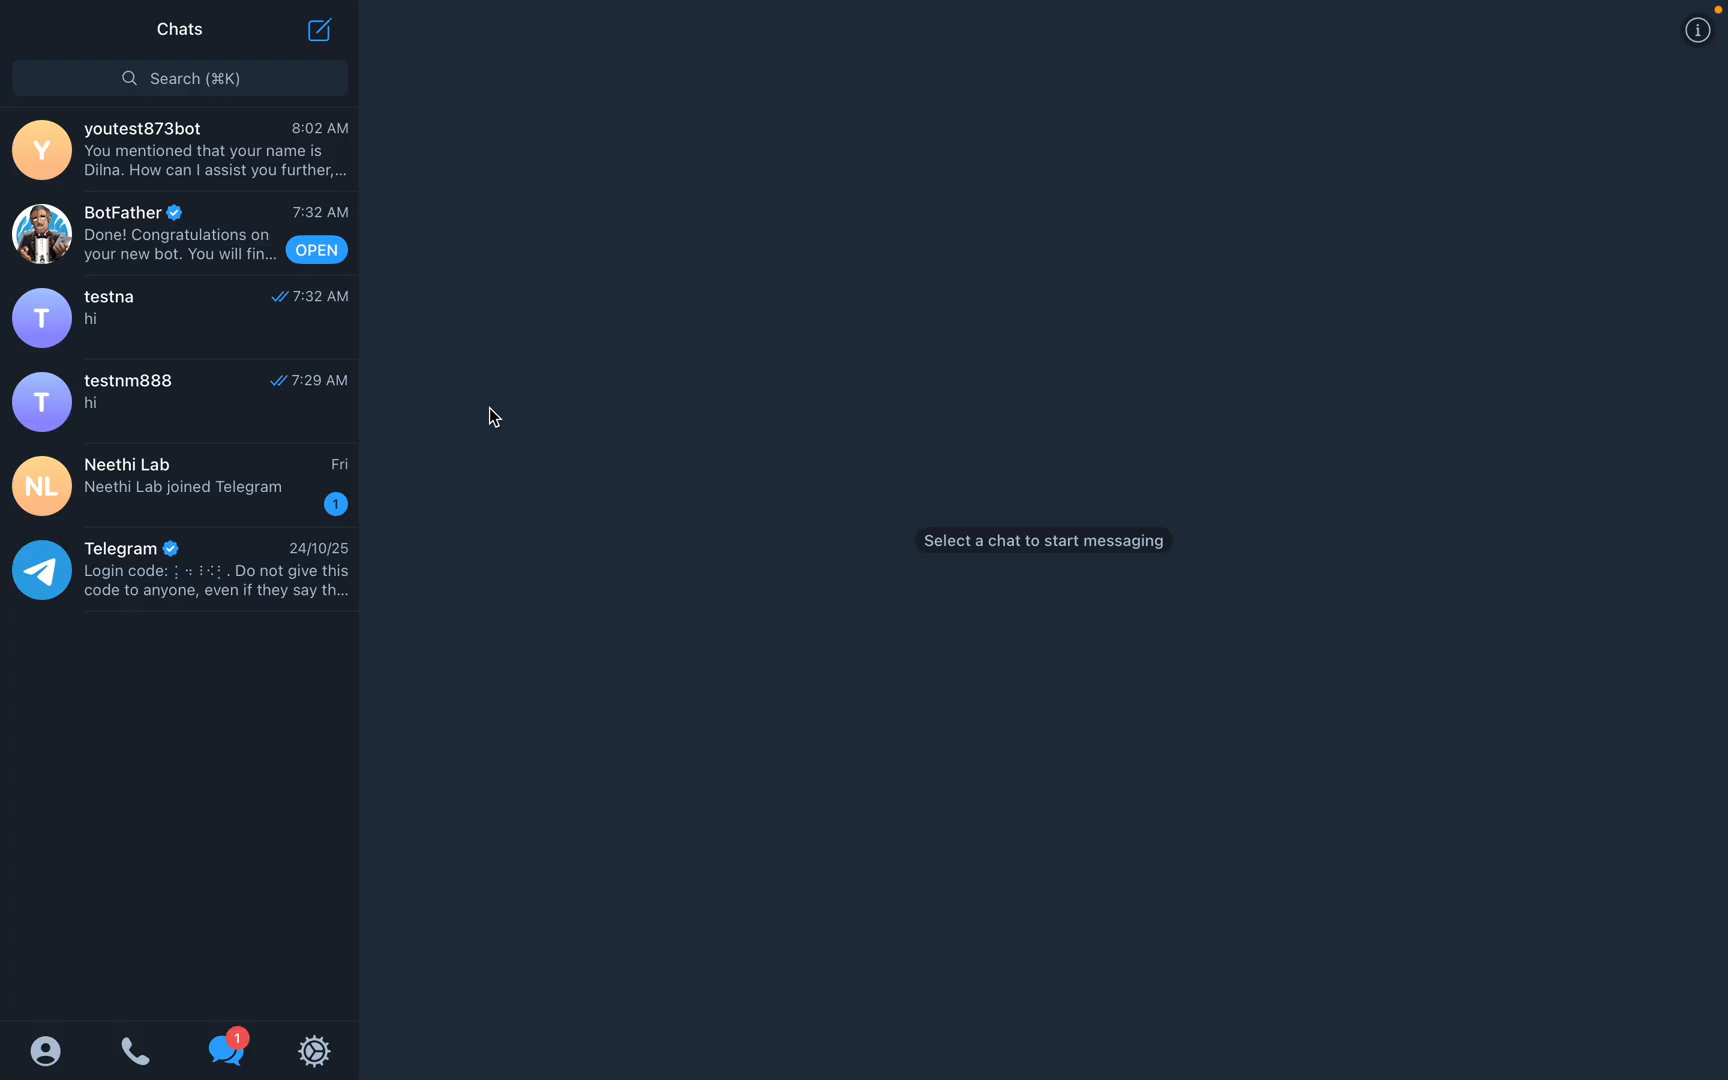 Chats
Search (⌘K)
Y
youtest873bot 8:02 AM
You mentioned that your name is
Dilna. How can I assist you further,...
BotFather 7:32 AM
Done! Congratulations on
your new bot. You will fin... OPEN
T
testna 7:32 AM
hi
T
testnm888 7:29 AM
hi
NL
Neethi Lab Fri
Neethi Lab joined Telegram
1
Telegram 24/10/25
Login code: . Do not give this
code to anyone, even if they say th...
Select a chat to start messaging
1